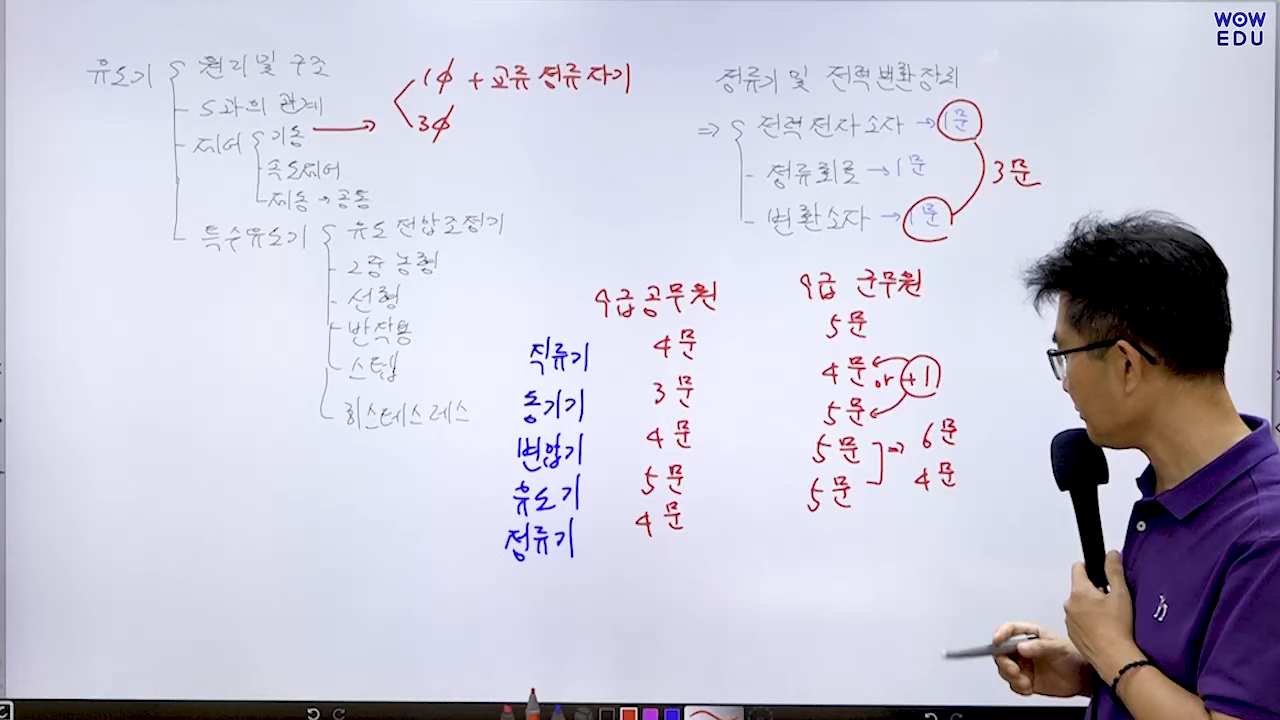 WOW
EDU
유도기 { 원리 및 구조
- S과의 관계
- 제어 { 기동 → 1ϕ + 교류 정류자기
3ϕ
속도제어
제동 → 공통
특수유도기 { 유도전압조정기
- 2중 농형
- 선형
- 반작용
- 스텝
히스테리스레스
정류기 및 전력변환장치
⇒ { 전력전자소자 → 1문
- 정류회로 → 1문
- 변환소자 → 1문
3문
9급 공무원 9급 군무원
직류기 4문 5문
동기기 3문 4문 or 5문 +1
변압기 4문 5문 ⇒ 6문
유도기 5문 5문 4문
정류기 4문